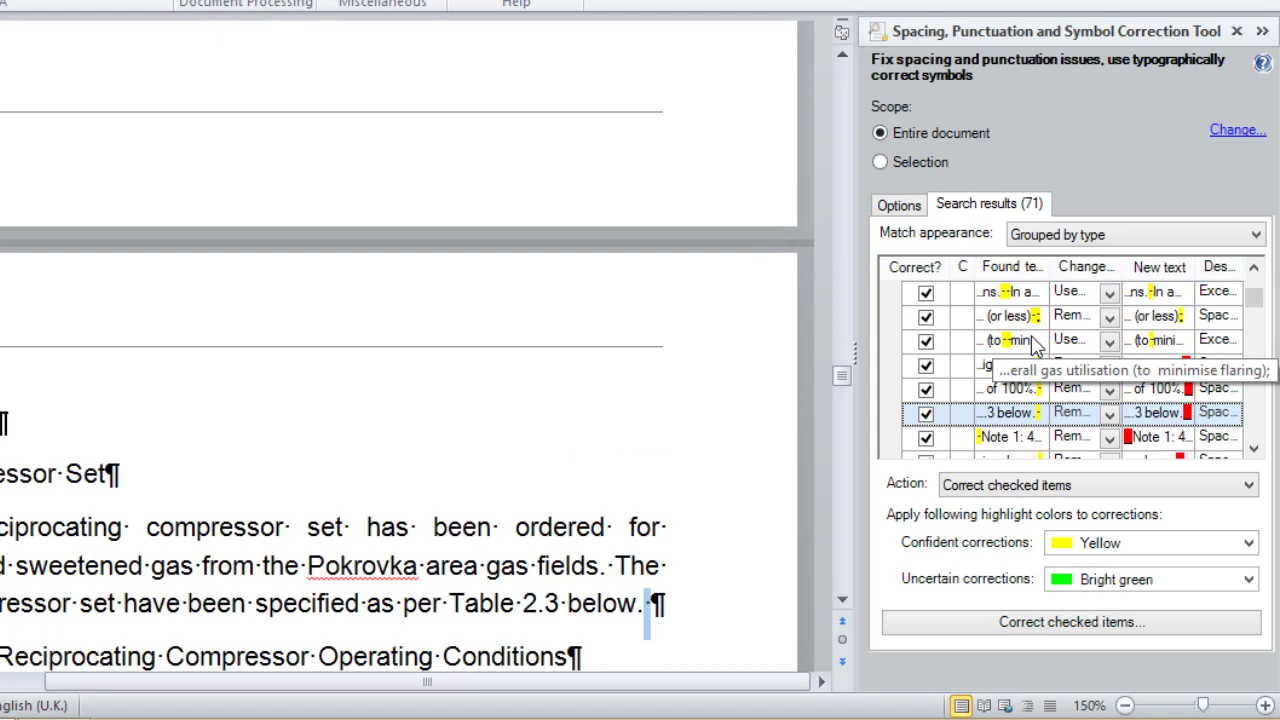 Document Processing
Miscellaneous
Help
Spacing, Punctuation and Symbol Correction Tool
Fix spacing and punctuation issues, use typographically
correct symbols
Scope:
Entire document
Change...
Selection
Options
Search results (71)
Match appearance:
Grouped by type
Correct? C Found te... Change... New text Des...
...ns.--In a... Use... ...ns.-In a... Exce...
... (or less)-; Rem... ... (or less); Spac...
... (to--min Use... ... (to-mini... Exce...
...erall gas utilisation (to  minimise flaring);
... of 100%.- Rem... ... of 100%. Spac...
...3 below.- Rem... ...3 below. Spac...
-Note 1: 4... Rem... Note 1: 4... Spac...
Action:
Correct checked items
Apply following highlight colors to corrections:
Confident corrections:
Yellow
Uncertain corrections:
Bright green
Correct checked items...
¶
essor·Set¶
ciprocating· compressor· set· has· been· ordered· for·
d·sweetened·gas·from·the·Pokrovka·area·gas·fields.·The·
pressor·set·have·been·specified·as·per·Table·2.3·below.·¶
Reciprocating·Compressor·Operating·Conditions¶
nglish (U.K.)
150%